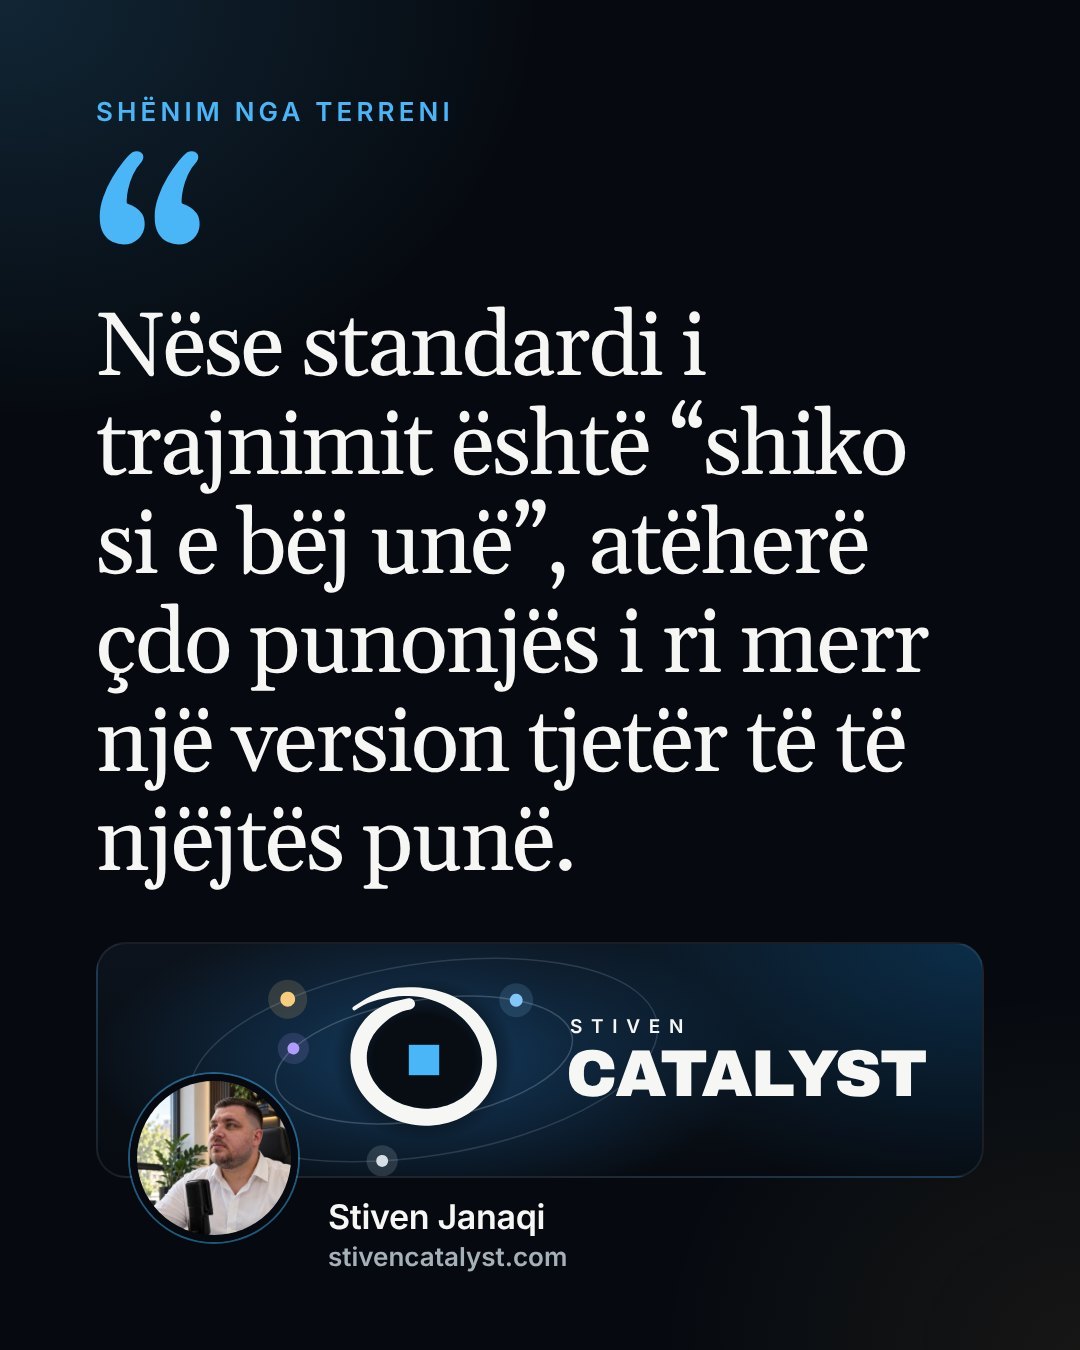 SHËNIM NGA TERRENI
“
Nëse standardi i
trajnimit është “shiko
si e bëj unë”, atëherë
çdo punonjës i ri merr
një version tjetër të të
njëjtës punë.
STIVEN
CATALYST
Stiven Janaqi
stivencatalyst.com